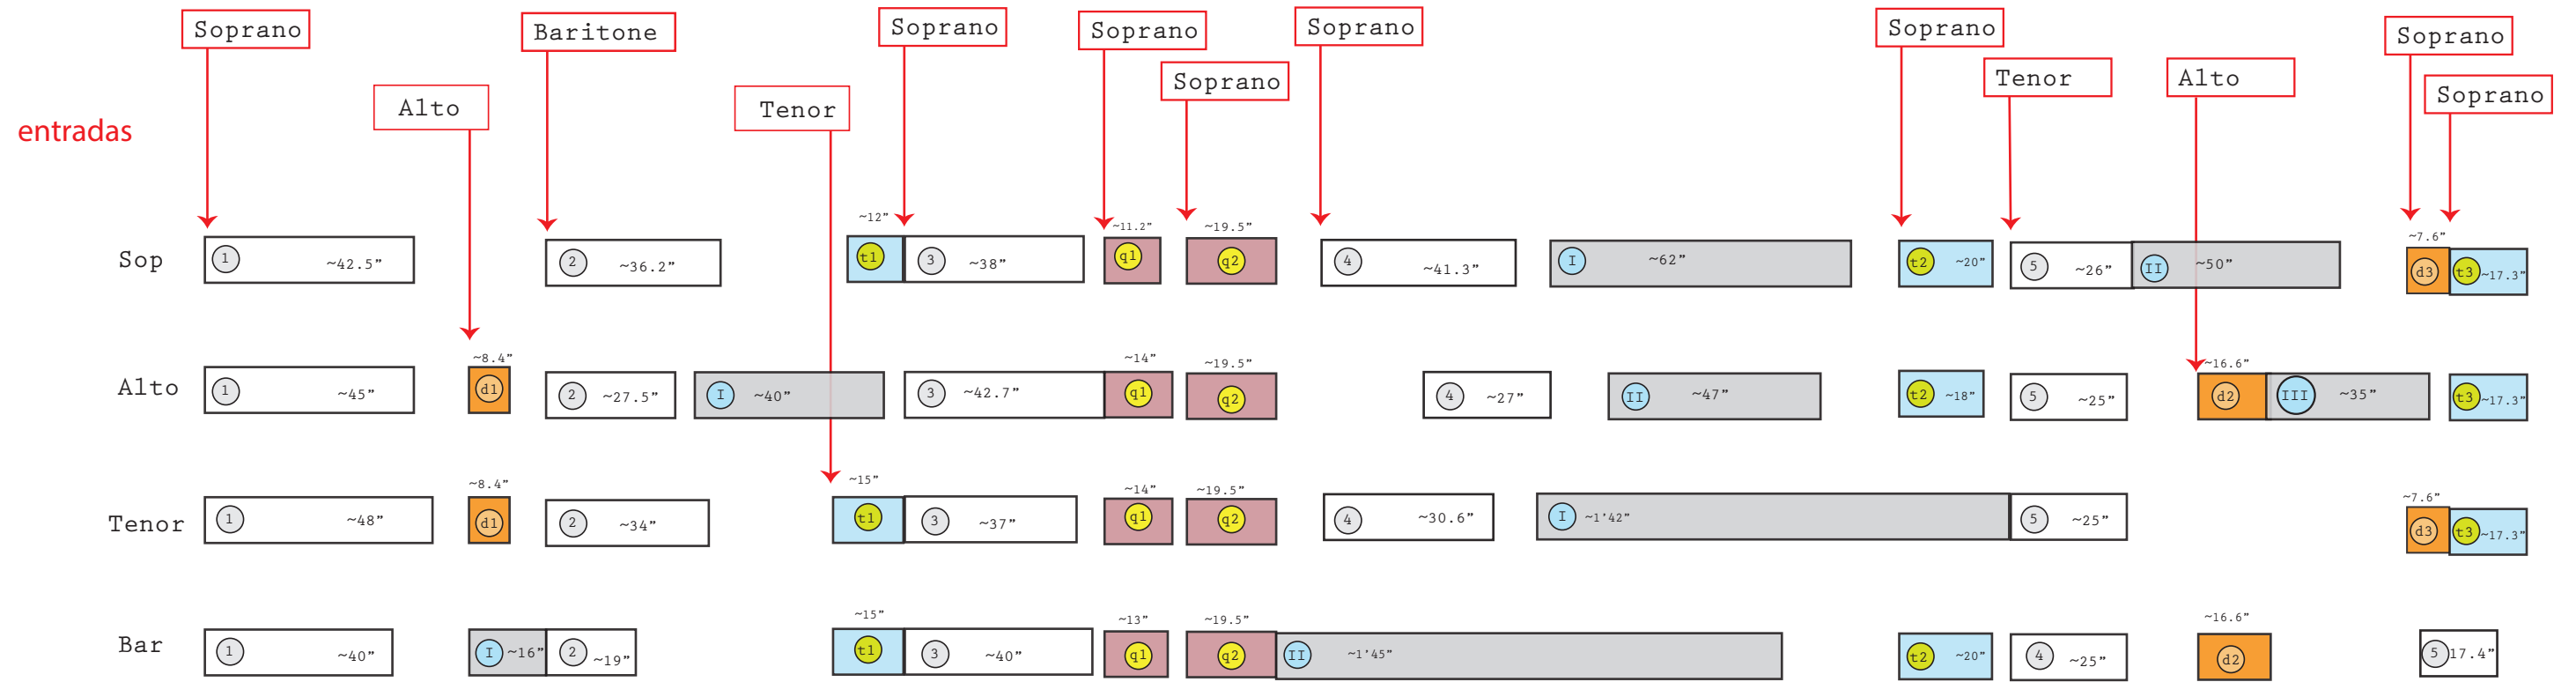 Soprano
Baritone
Soprano
Soprano
Soprano
Soprano
Soprano
Soprano
Tenor
Alto
Soprano
Alto
Tenor
Soprano
entradas
~12”
~11.2”
~19.5”
~7.6”
Sop
1 ~42.5”
2 ~36.2”
t1
3 ~38”
q1
q2
4 ~41.3”
I ~62”
t2 ~20”
5 ~26”
II ~50”
d3
t3 ~17.3”
~8.4”
~14”
~19.5”
~16.6”
Alto
1 ~45”
d1
2 ~27.5”
I ~40”
3 ~42.7”
q1
q2
4 ~27”
II ~47”
t2 ~18”
5 ~25”
d2
III ~35”
t3 ~17.3”
~8.4”
~15”
~14”
~19.5”
~7.6”
Tenor
1 ~48”
d1
2 ~34”
t1
3 ~37”
q1
q2
4 ~30.6”
I ~1’42”
5 ~25”
d3
t3 ~17.3”
~15”
~13”
~19.5”
~16.6”
Bar
1 ~40”
I ~16”
2 ~19”
t1
3 ~40”
q1
q2
II ~1’45”
t2 ~20”
4 ~25”
d2
5 17.4”